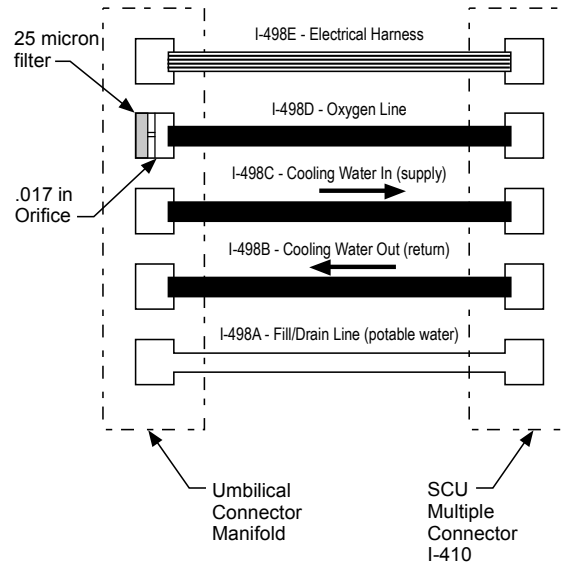 25 micron
filter
I-498E - Electrical Harness
I-498D - Oxygen Line
.017 in
Orifice
I-498C - Cooling Water In (supply)
I-498B - Cooling Water Out (return)
I-498A - Fill/Drain Line (potable water)
Umbilical
Connector
Manifold
SCU
Multiple
Connector
I-410